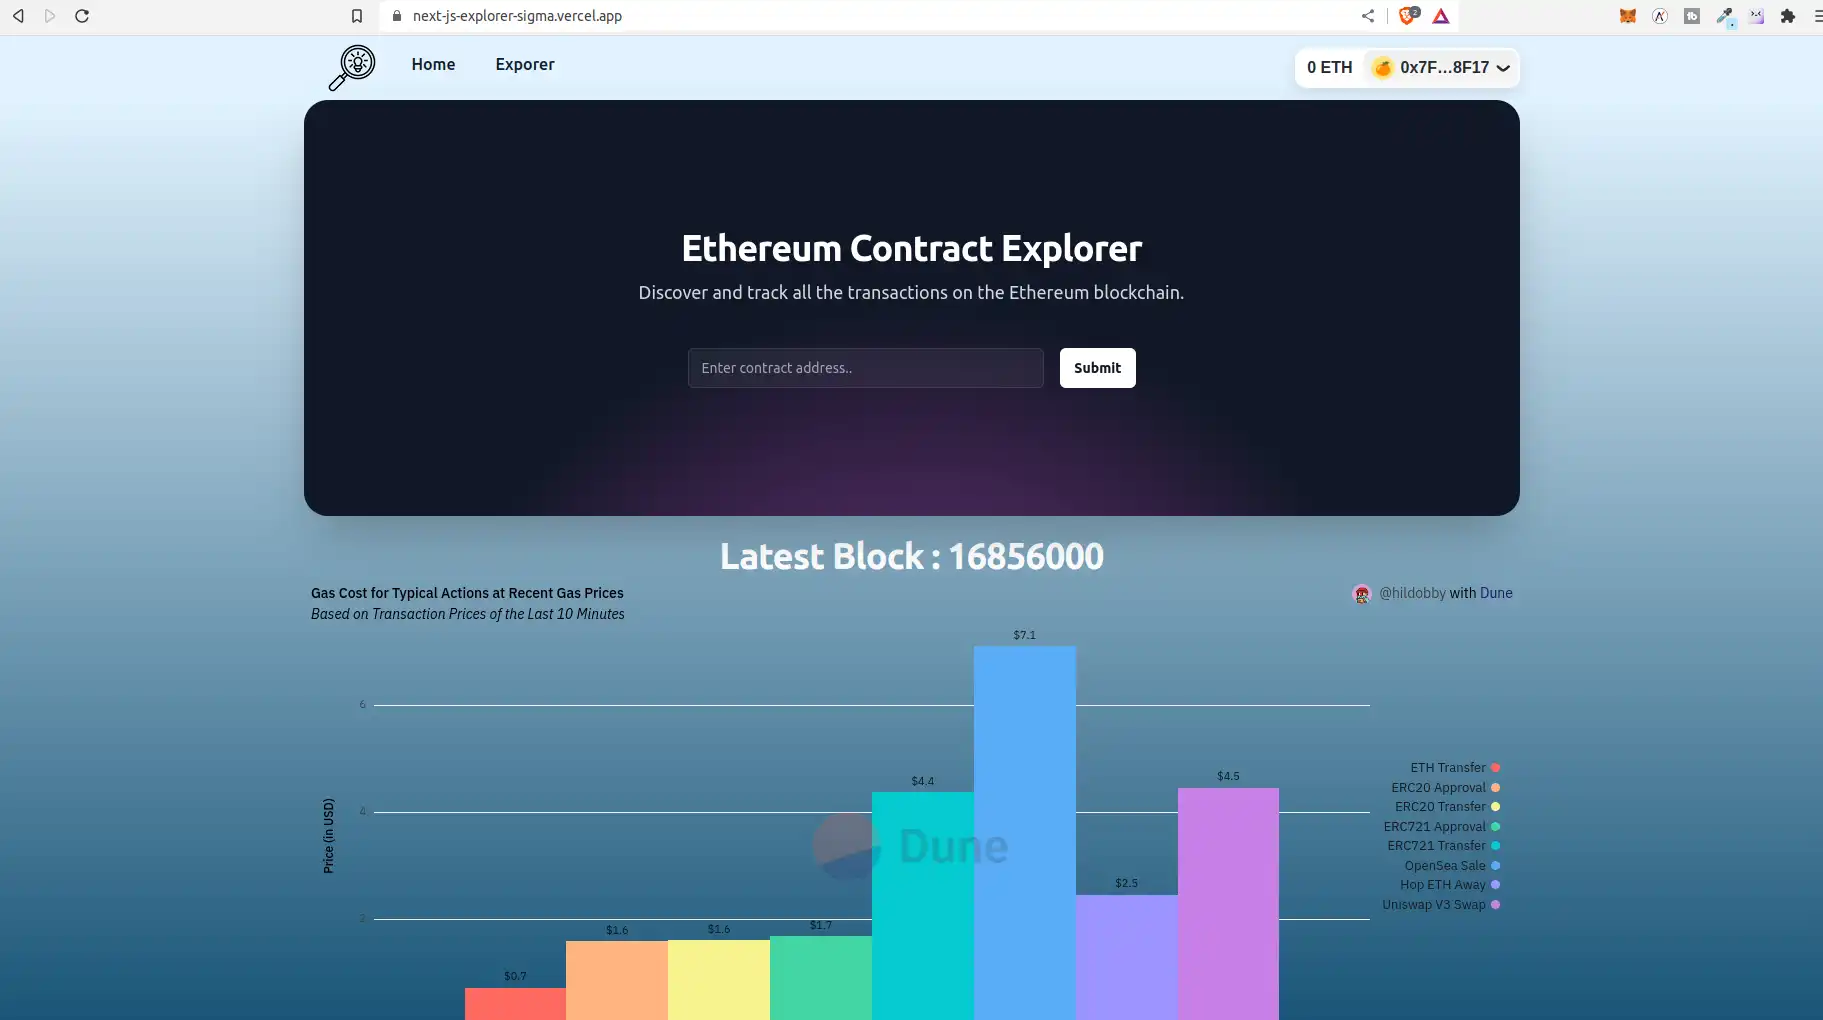 next-js-explorer-sigma.vercel.app
2
Home
Exporer
0 ETH
0x7F...8F17
Ethereum Contract Explorer
Discover and track all the transactions on the Ethereum blockchain.
Enter contract address..
Submit
Latest Block : 16856000
Gas Cost for Typical Actions at Recent Gas Prices
Based on Transaction Prices of the Last 10 Minutes
@hildobby with Dune
$7.1
6
$4.4
$4.5
4
Price (in USD)
Dune
$2.5
2
$1.6
$1.6
$1.7
$0.7
ETH Transfer
ERC20 Approval
ERC20 Transfer
ERC721 Approval
ERC721 Transfer
OpenSea Sale
Hop ETH Away
Uniswap V3 Swap